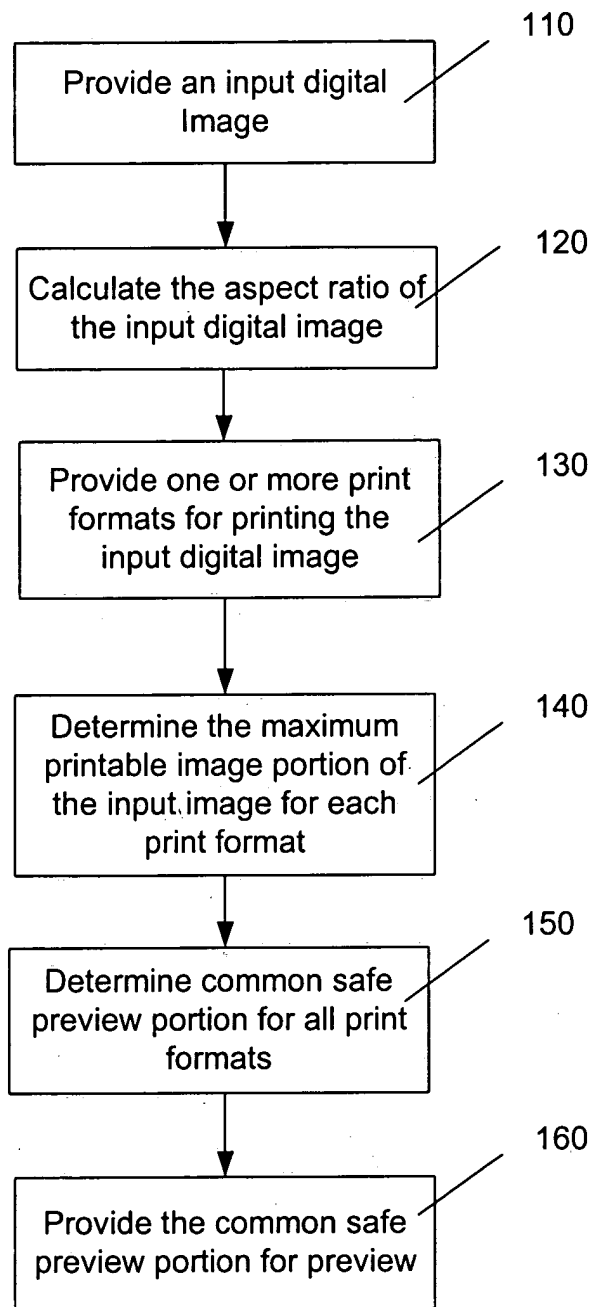 110
Provide an input digital
Image
120
Calculate the aspect ratio of
the input digital image
130
Provide one or more print
formats for printing the
input digital image
140
Determine the maximum
printable image portion of
the input image for each
print format
150
Determine common safe
preview portion for all print
formats
160
Provide the common safe
preview portion for preview